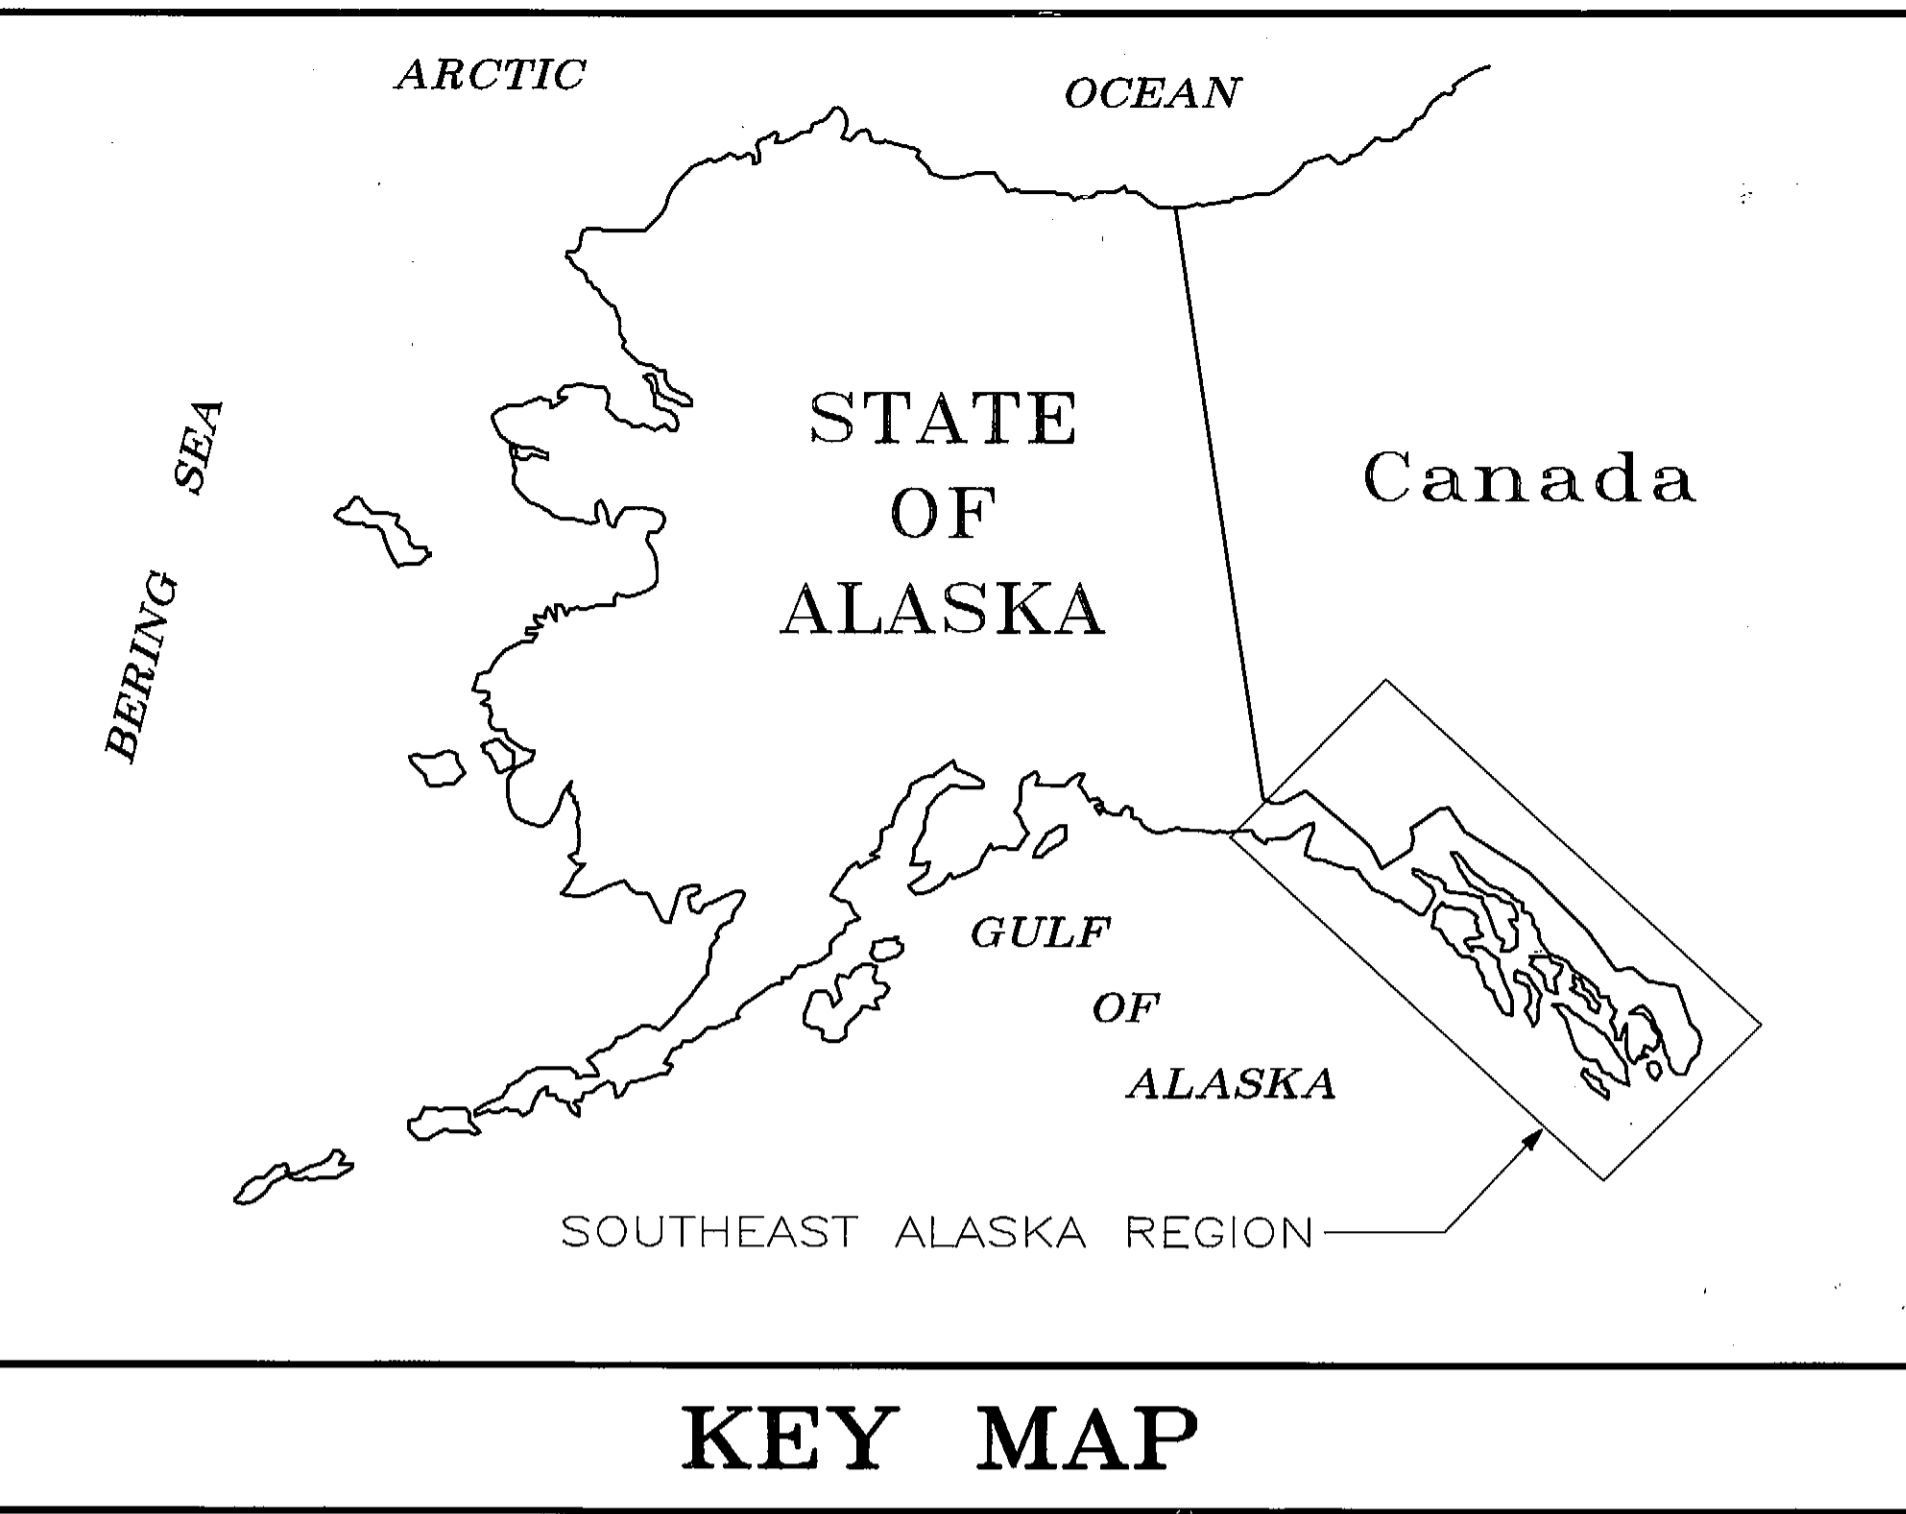 ARCTIC OCEAN
BERING SEA
STATE
OF
ALASKA
Canada
GULF
OF
ALASKA
SOUTHEAST ALASKA REGION
KEY MAP